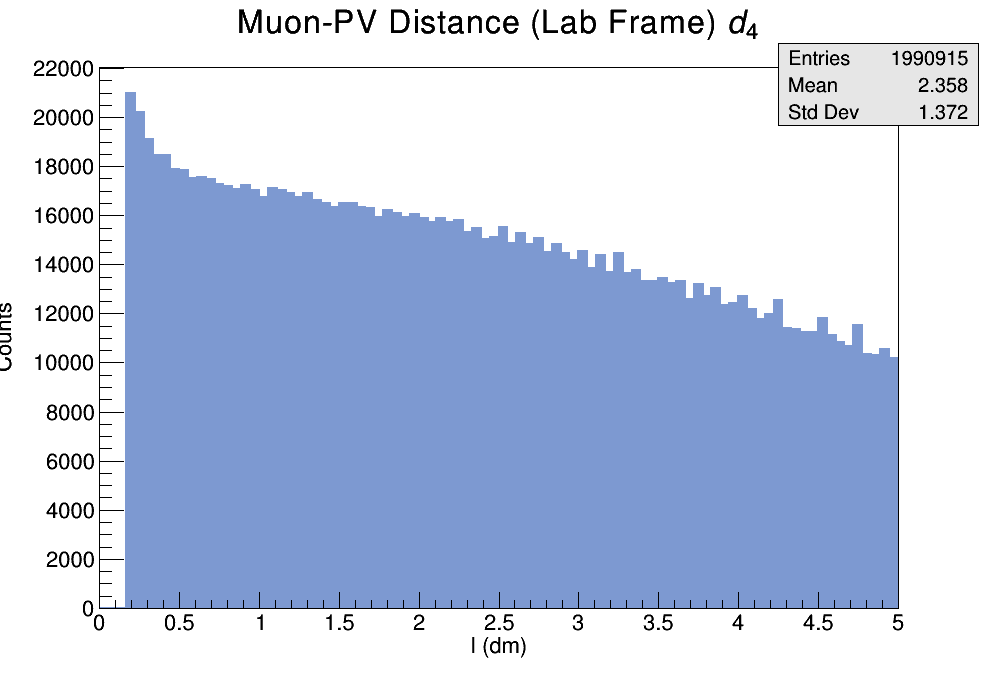 Muon-PV Distance (Lab Frame) d4
Entries 1990915
Mean 2.358
Std Dev 1.372
22000
20000
18000
16000
14000
12000
10000
8000
6000
4000
2000
0
Counts
0 0.5 1 1.5 2 2.5 3 3.5 4 4.5 5
l (dm)